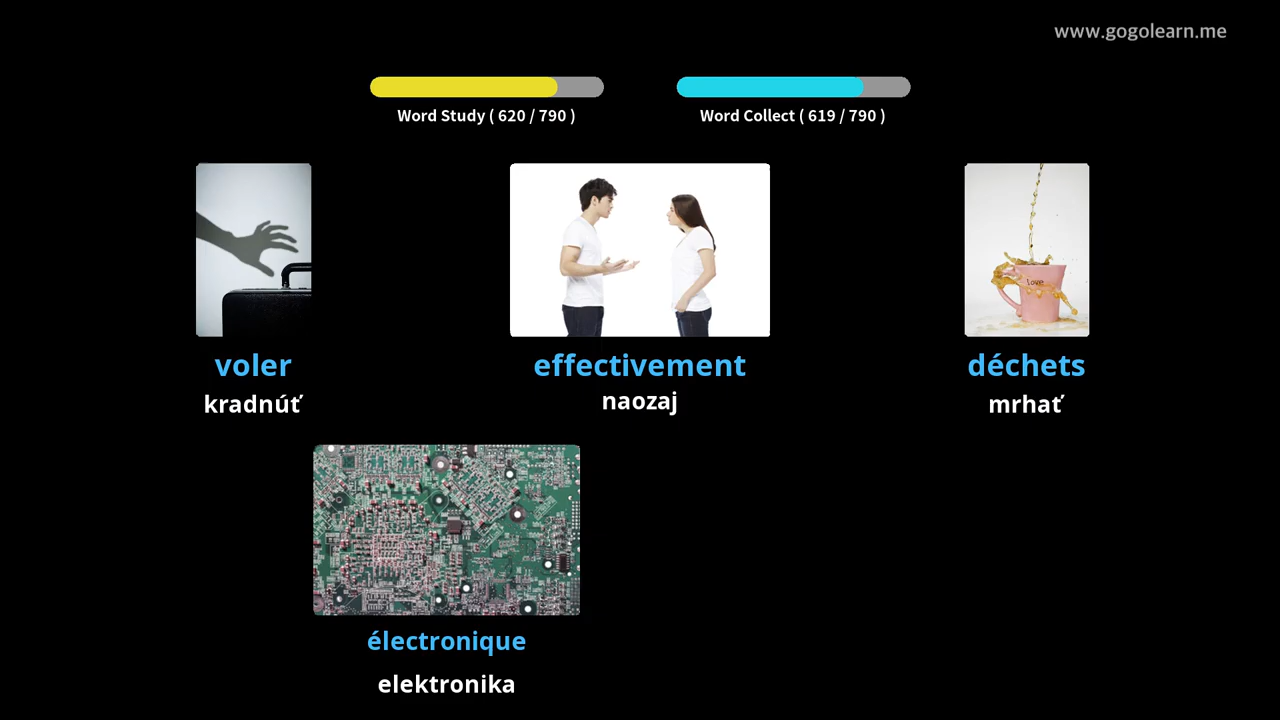 www.gogolearn.me
Word Study ( 620 / 790 )
Word Collect ( 619 / 790 )
Love
voler
effectivement
déchets
kradnúť
naozaj
mrhať
électronique
elektronika